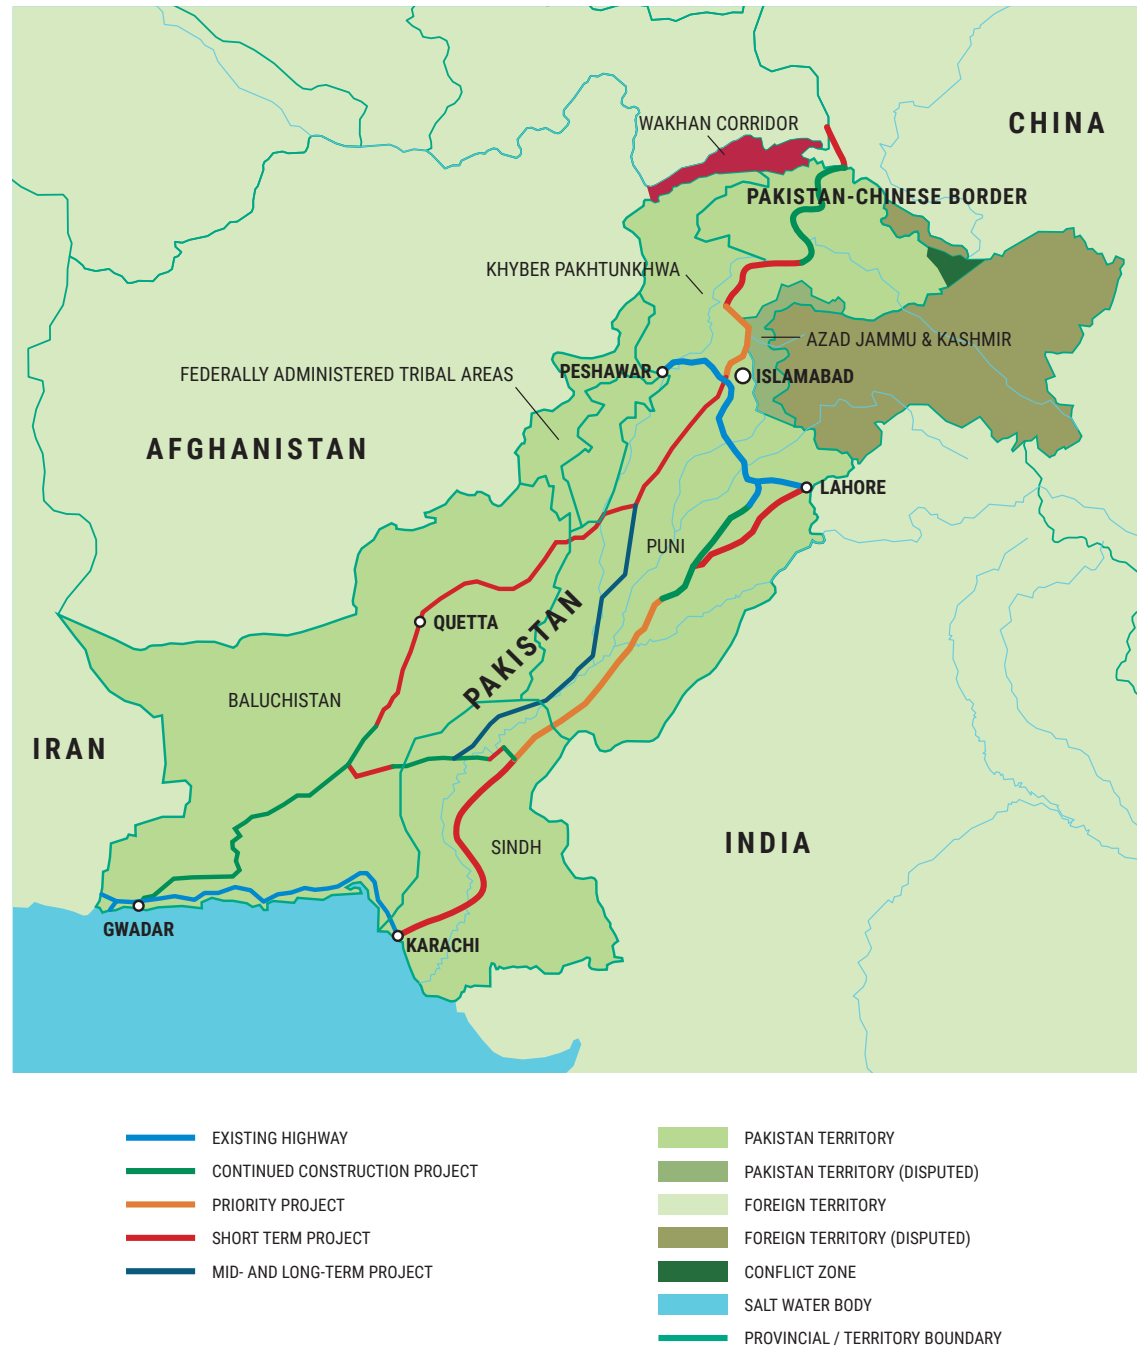 WAKHAN CORRIDOR
CHINA
PAKISTAN-CHINESE BORDER
KHYBER PAKHTUNKHWA
AZAD JAMMU & KASHMIR
PESHAWAR
ISLAMABAD
FEDERALLY ADMINISTERED TRIBAL AREAS
AFGHANISTAN
LAHORE
PUNI
QUETTA
PAKISTAN
BALUCHISTAN
IRAN
INDIA
SINDH
GWADAR
KARACHI
EXISTING HIGHWAY
CONTINUED CONSTRUCTION PROJECT
PRIORITY PROJECT
SHORT TERM PROJECT
MID- AND LONG-TERM PROJECT
PAKISTAN TERRITORY
PAKISTAN TERRITORY (DISPUTED)
FOREIGN TERRITORY
FOREIGN TERRITORY (DISPUTED)
CONFLICT ZONE
SALT WATER BODY
PROVINCIAL / TERRITORY BOUNDARY